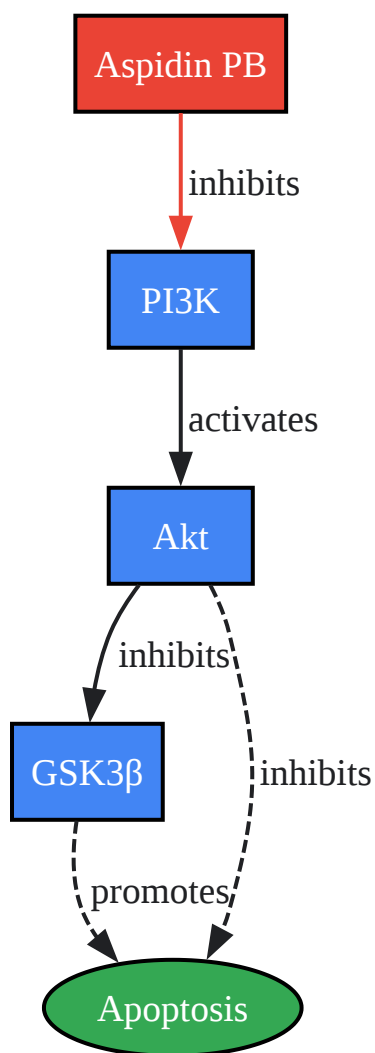 Aspidin PB
inhibits
PI3K
activates
Akt
inhibits
GSK3β
inhibits
promotes
Apoptosis